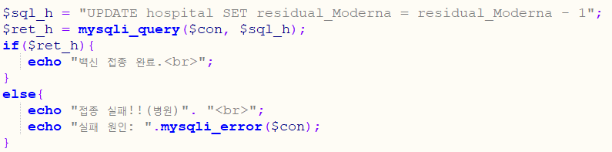 $sql_h = "UPDATE hospital SET residual_Moderna = residual_Moderna - 1";
$ret_h = mysqli_query($con, $sql_h);
if($ret_h){
    echo "백신 접종 완료.<br>";
}
else{
    echo "접종 실패!!(병원)". "<br>";
    echo "실패 원인: ".mysqli_error($con);
}